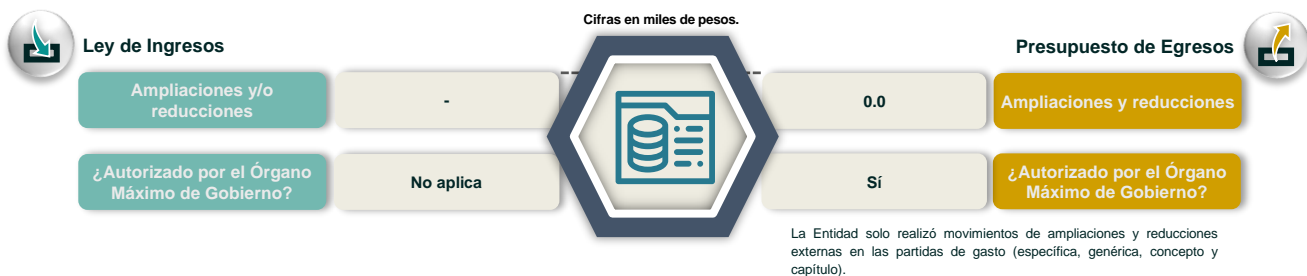 Cifras en miles de pesos.
Ley de Ingresos
Presupuesto de Egresos
Ampliaciones y/o
reducciones
-
0.0
Ampliaciones y reducciones
¿Autorizado por el Órgano
Máximo de Gobierno?
No aplica
Sí
¿Autorizado por el Órgano
Máximo de Gobierno?
La Entidad solo realizó movimientos de ampliaciones y reducciones
externas en las partidas de gasto (específica, genérica, concepto y
capítulo).